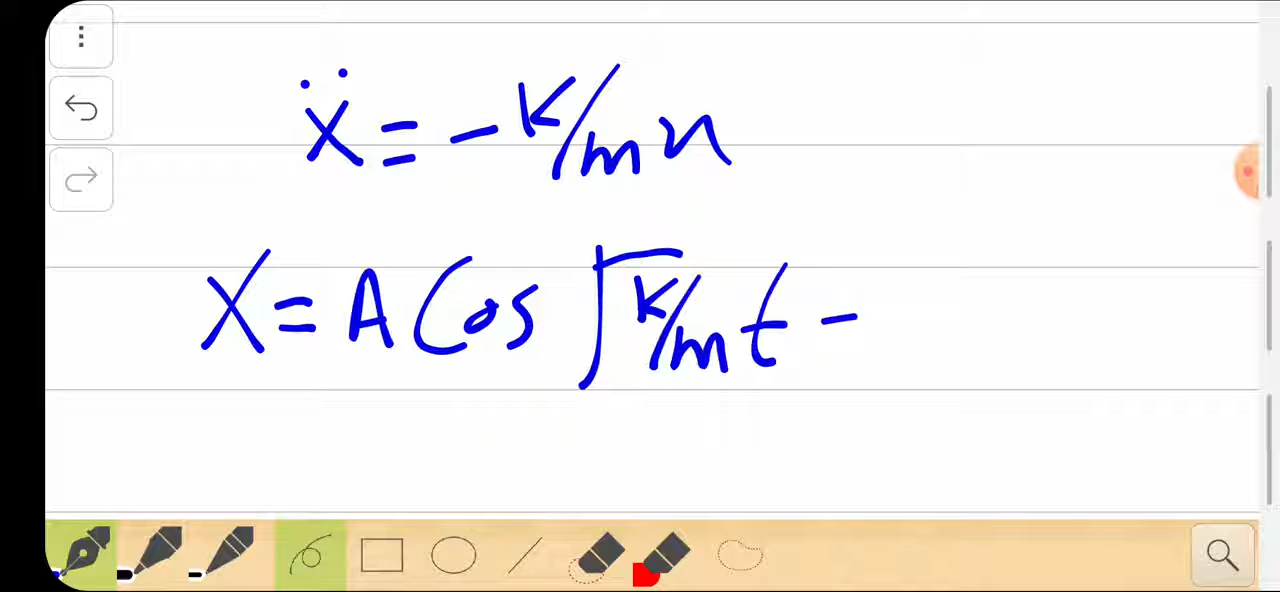 ẍ = - k/m x
x = A Cos √k/m t -